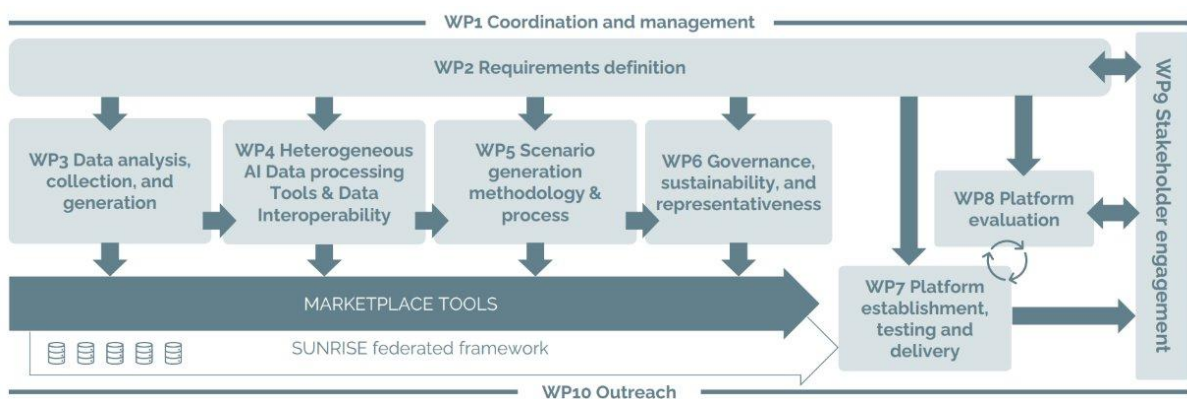 WP1 Coordination and management
WP2 Requirements definition
WP3 Data analysis,
collection, and
generation
WP4 Heterogeneous
AI Data processing
Tools & Data
Interoperability
WP5 Scenario
generation
methodology &
process
WP6 Governance,
sustainability, and
representativeness
WP8 Platform
evaluation
WP9 Stakeholder engagement
MARKETPLACE TOOLS
WP7 Platform
establishment,
testing and
delivery
SUNRISE federated framework
WP10 Outreach